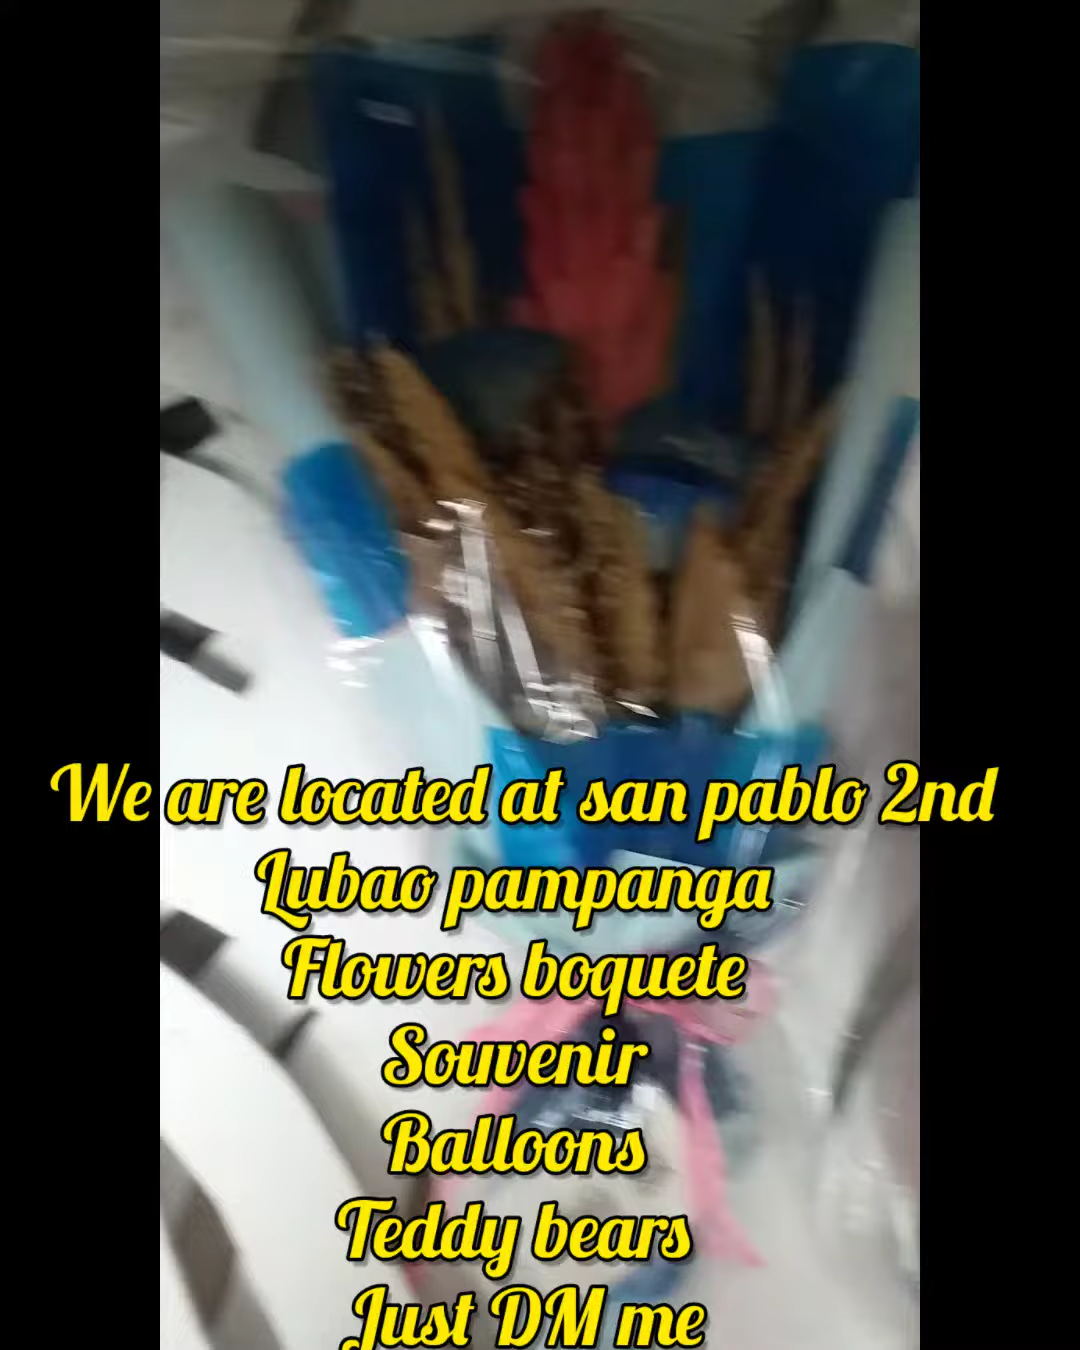 We are located at san pablo 2nd
Lubao pampanga
Flowers boquete
Souvenir
Balloons
Teddy bears
Just DM me